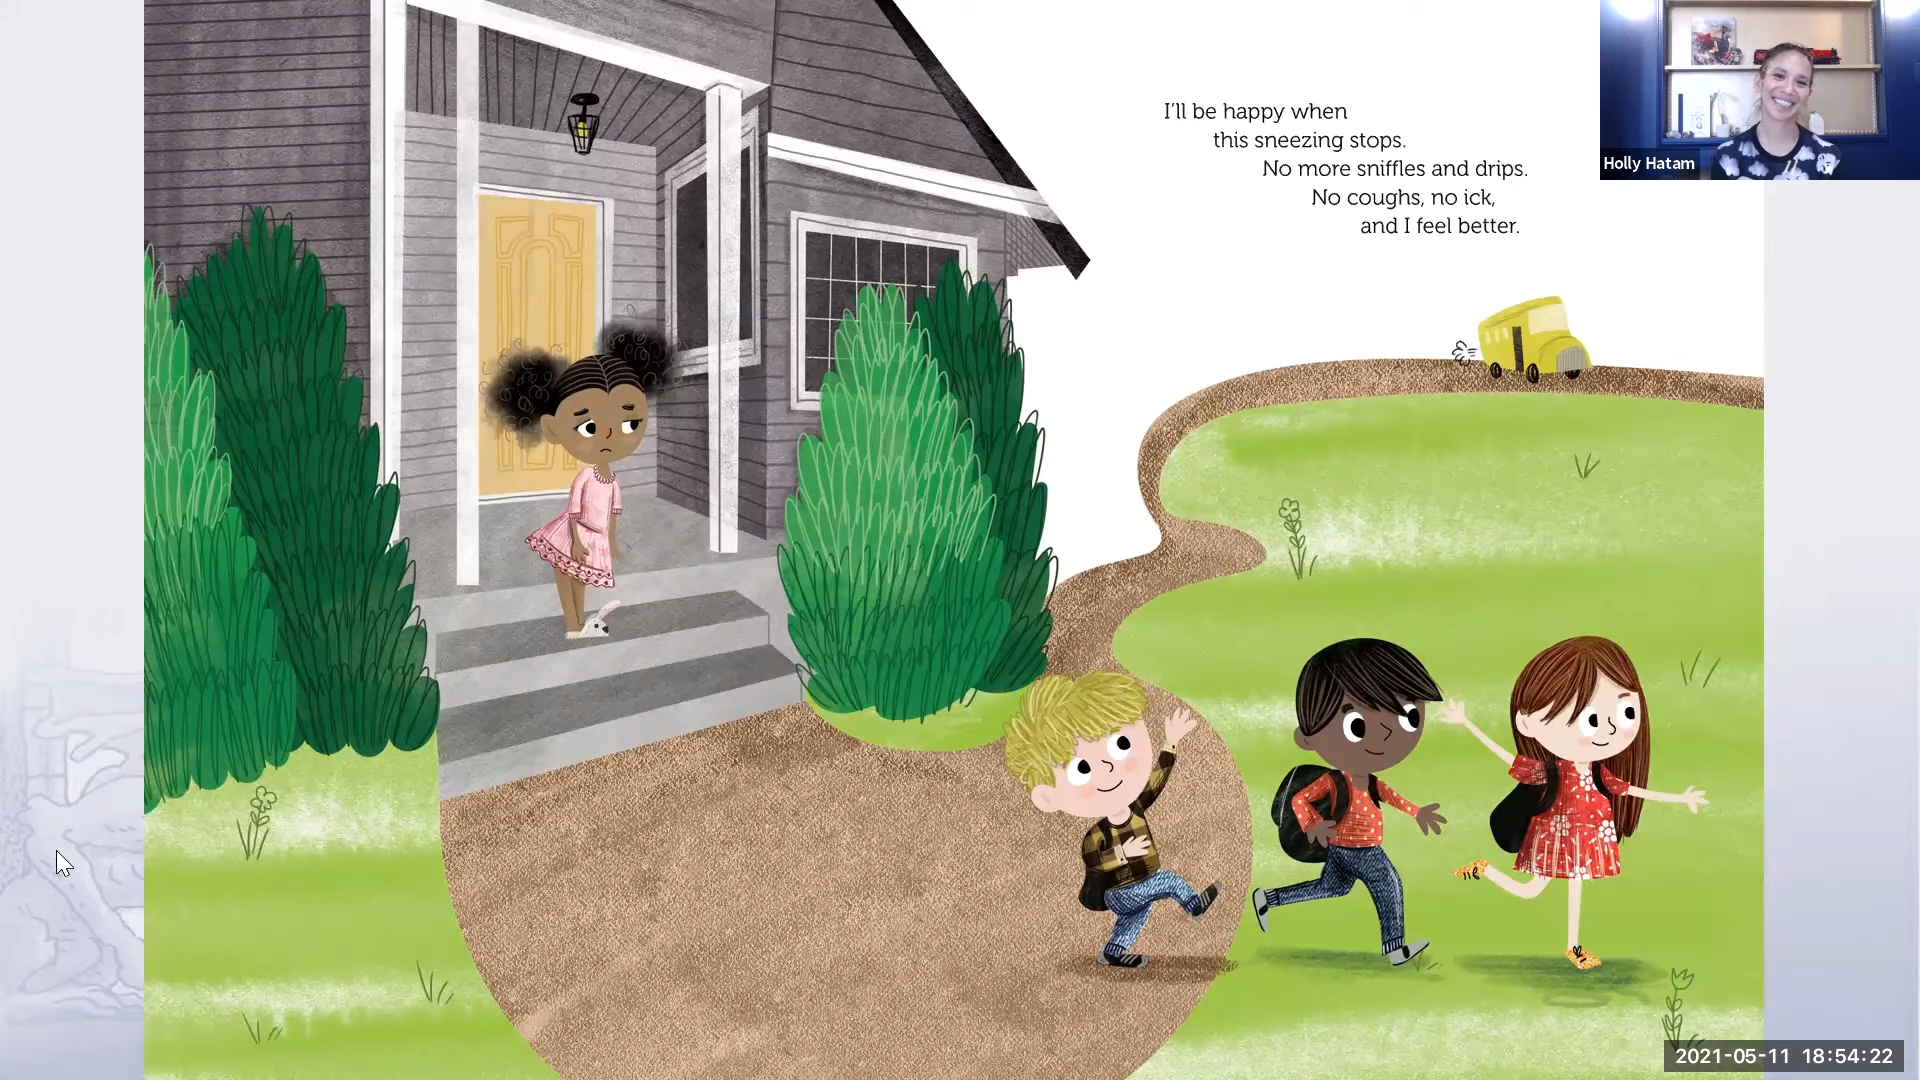 I'll be happy when
this sneezing stops.
No more sniffles and drips.
No coughs, no ick,
and I feel better.
Holly Hatam
2021-05-11 18:54:22